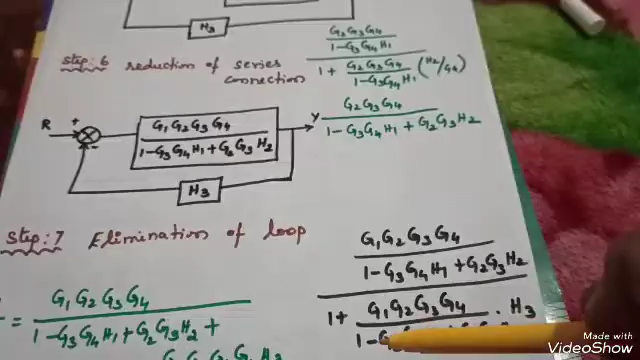 H3
Step: 6 reduction of series connection
G2G3G4
1-G3G4H1
1 + G2G3G4
1-G3G4H1 (H2/G4)
G2G3G4
1-G3G4H1 + G2G3H2
R + - G1G2G3G4 Y
1-G3G4H1+G2G3H2
H3
Step: 7 Elimination of loop
G1G2G3G4
1-G3G4H1+G2G3H2
1+ G1G2G3G4 . H3
= G1G2G3G4
1-G3G4H1+G2G3H2 +
Made with
VideoShow